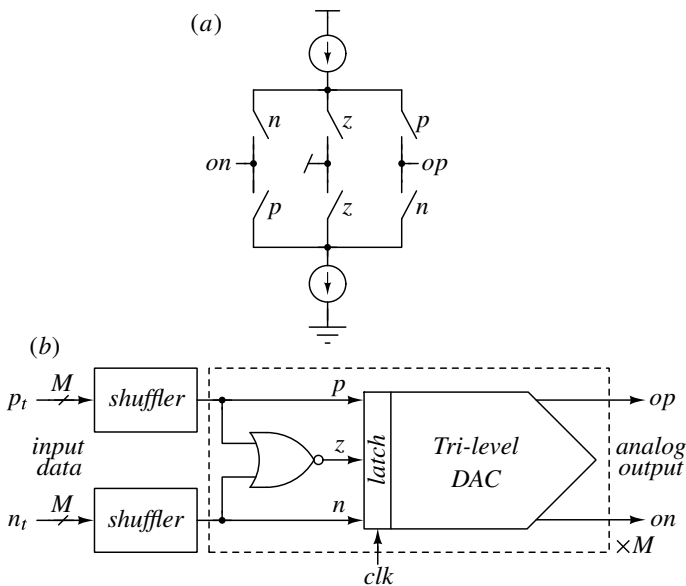 (a)
n
z
p
on
op
p
z
n
(b)
p_t
M
shuffler
p
op
input
data
z
latch
Tri-level
DAC
analog
output
n_t
M
shuffler
n
on
×M
clk